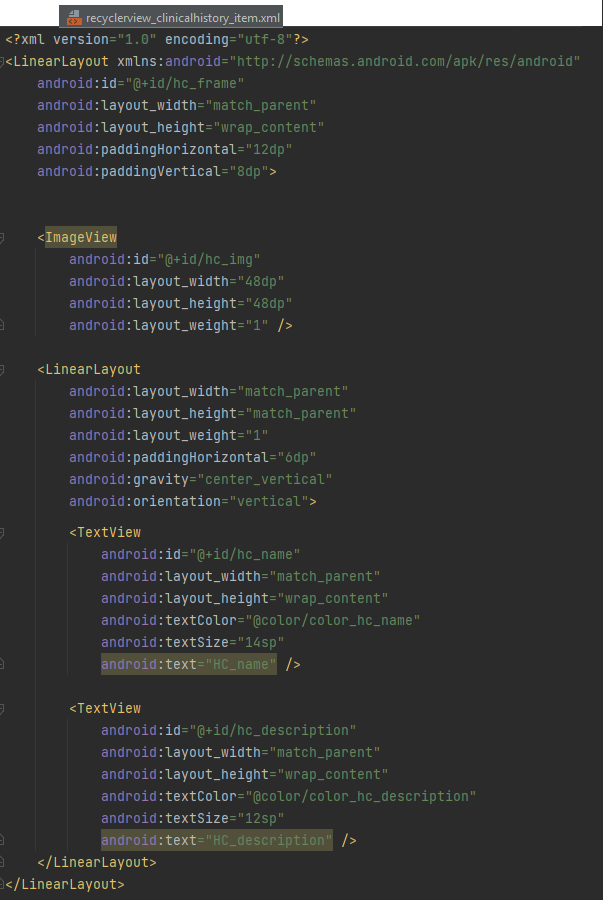 recyclerview_clinicalhistory_item.xml
<?xml version="1.0" encoding="utf-8"?>
<LinearLayout xmlns:android="http://schemas.android.com/apk/res/android"
    android:id="@+id/hc_frame"
    android:layout_width="match_parent"
    android:layout_height="wrap_content"
    android:paddingHorizontal="12dp"
    android:paddingVertical="8dp">
    <ImageView
        android:id="@+id/hc_img"
        android:layout_width="48dp"
        android:layout_height="48dp"
        android:layout_weight="1" />
    <LinearLayout
        android:layout_width="match_parent"
        android:layout_height="match_parent"
        android:layout_weight="1"
        android:paddingHorizontal="6dp"
        android:gravity="center_vertical"
        android:orientation="vertical">
        <TextView
            android:id="@+id/hc_name"
            android:layout_width="match_parent"
            android:layout_height="wrap_content"
            android:textColor="@color/color_hc_name"
            android:textSize="14sp"
            android:text="HC_name" />
        <TextView
            android:id="@+id/hc_description"
            android:layout_width="match_parent"
            android:layout_height="wrap_content"
            android:textColor="@color/color_hc_description"
            android:textSize="12sp"
            android:text="HC_description" />
    </LinearLayout>
</LinearLayout>